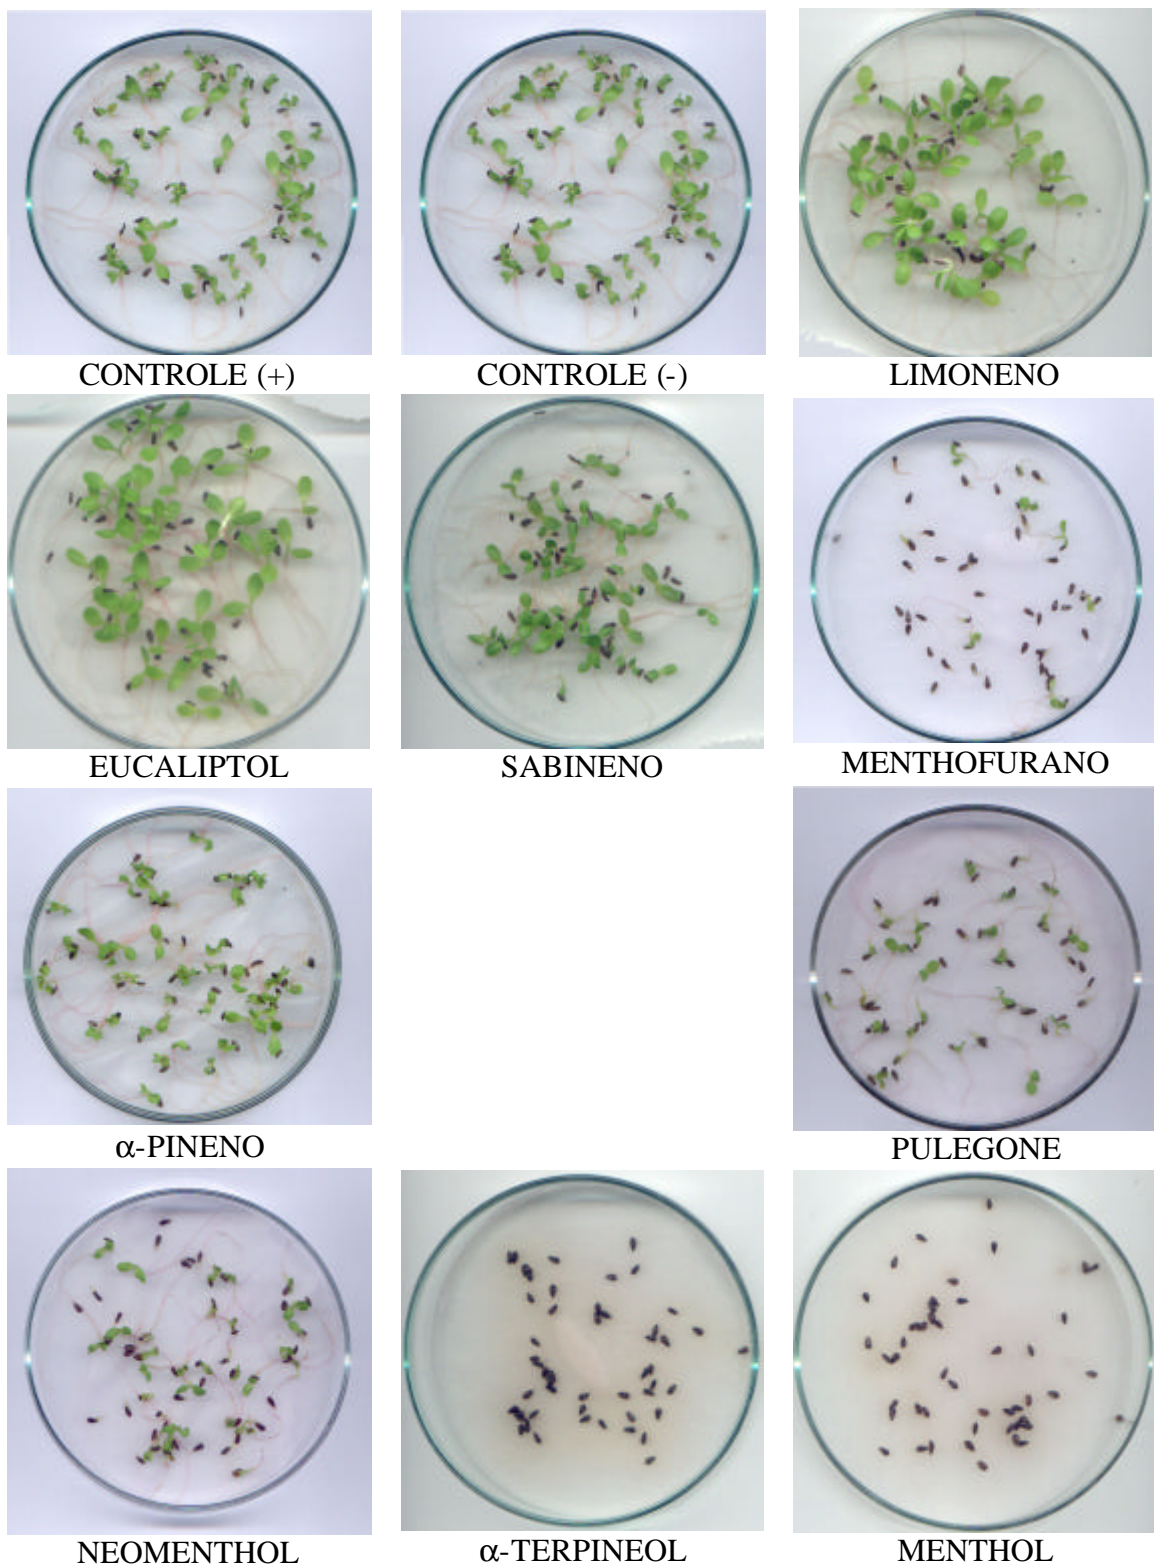 CONTROLE (+)
CONTROLE (-)
LIMONENO
EUCALIPTOL
SABINENO
MENTHOFURANO
α-PINENO
PULEGONE
NEOMENTHOL
α-TERPINEOL
MENTHOL